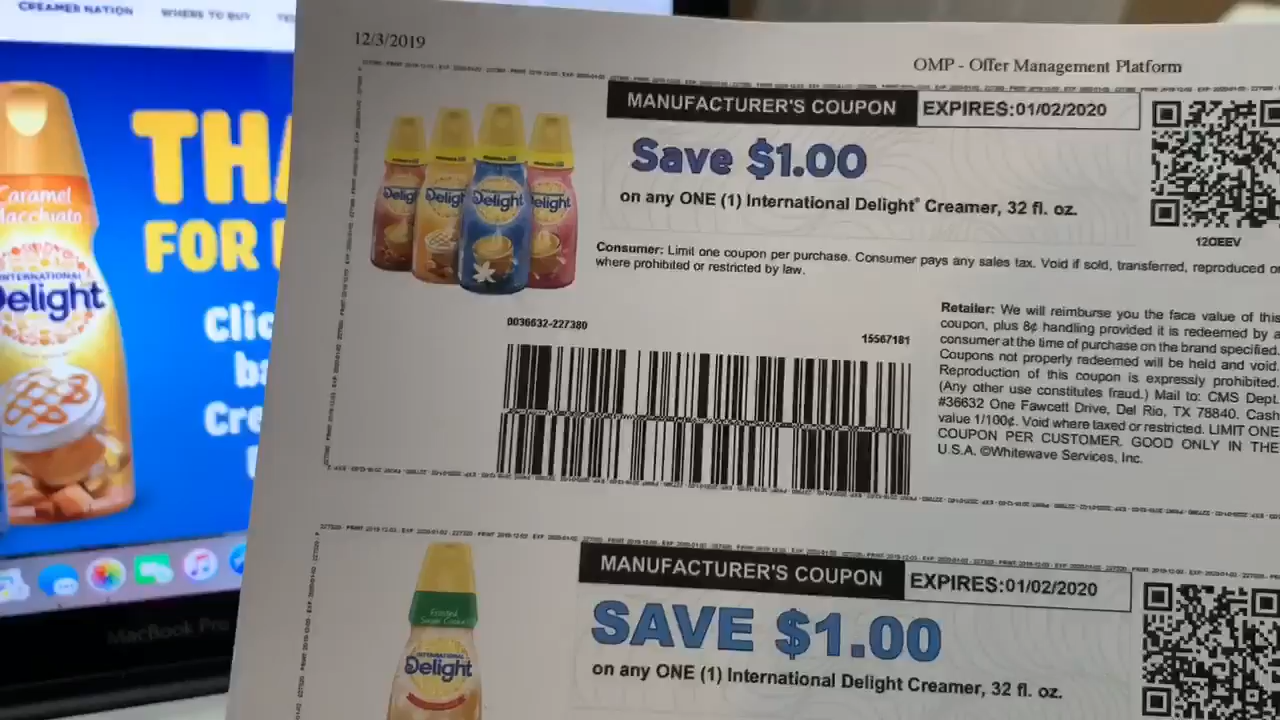 CREAMER NATION
WHERE TO BUY
Caramel
Macchiato
INTERNATIONAL
Delight
FOR
MacBook Pro
12/3/2019
OMP - Offer Management Platform
MANUFACTURER'S COUPON
EXPIRES:01/02/2020
Save $1.00
on any ONE (1) International Delight® Creamer, 32 fl. oz.
12OEEV
Consumer: Limit one coupon per purchase. Consumer pays any sales tax. Void if sold, transferred, reproduced or
where prohibited or restricted by law.
Delight
Delight
Delight
Delight
0036632-227380
15567181
Retailer: We will reimburse you the face value of this
coupon, plus 8¢ handling provided it is redeemed by a
consumer at the time of purchase on the brand specified.
Coupons not properly redeemed will be held and void.
Reproduction of this coupon is expressly prohibited.
(Any other use constitutes fraud.) Mail to: CMS Dept.
#36632 One Fawcett Drive, Del Rio, TX 78840. Cash
value 1/100¢. Void where taxed or restricted. LIMIT ONE
COUPON PER CUSTOMER. GOOD ONLY IN THE
U.S.A. ©Whitewave Services, Inc.
MANUFACTURER'S COUPON
EXPIRES:01/02/2020
SAVE $1.00
on any ONE (1) International Delight Creamer, 32 fl. oz.
Frosted
Sugar Cookie
INTERNATIONAL
Delight